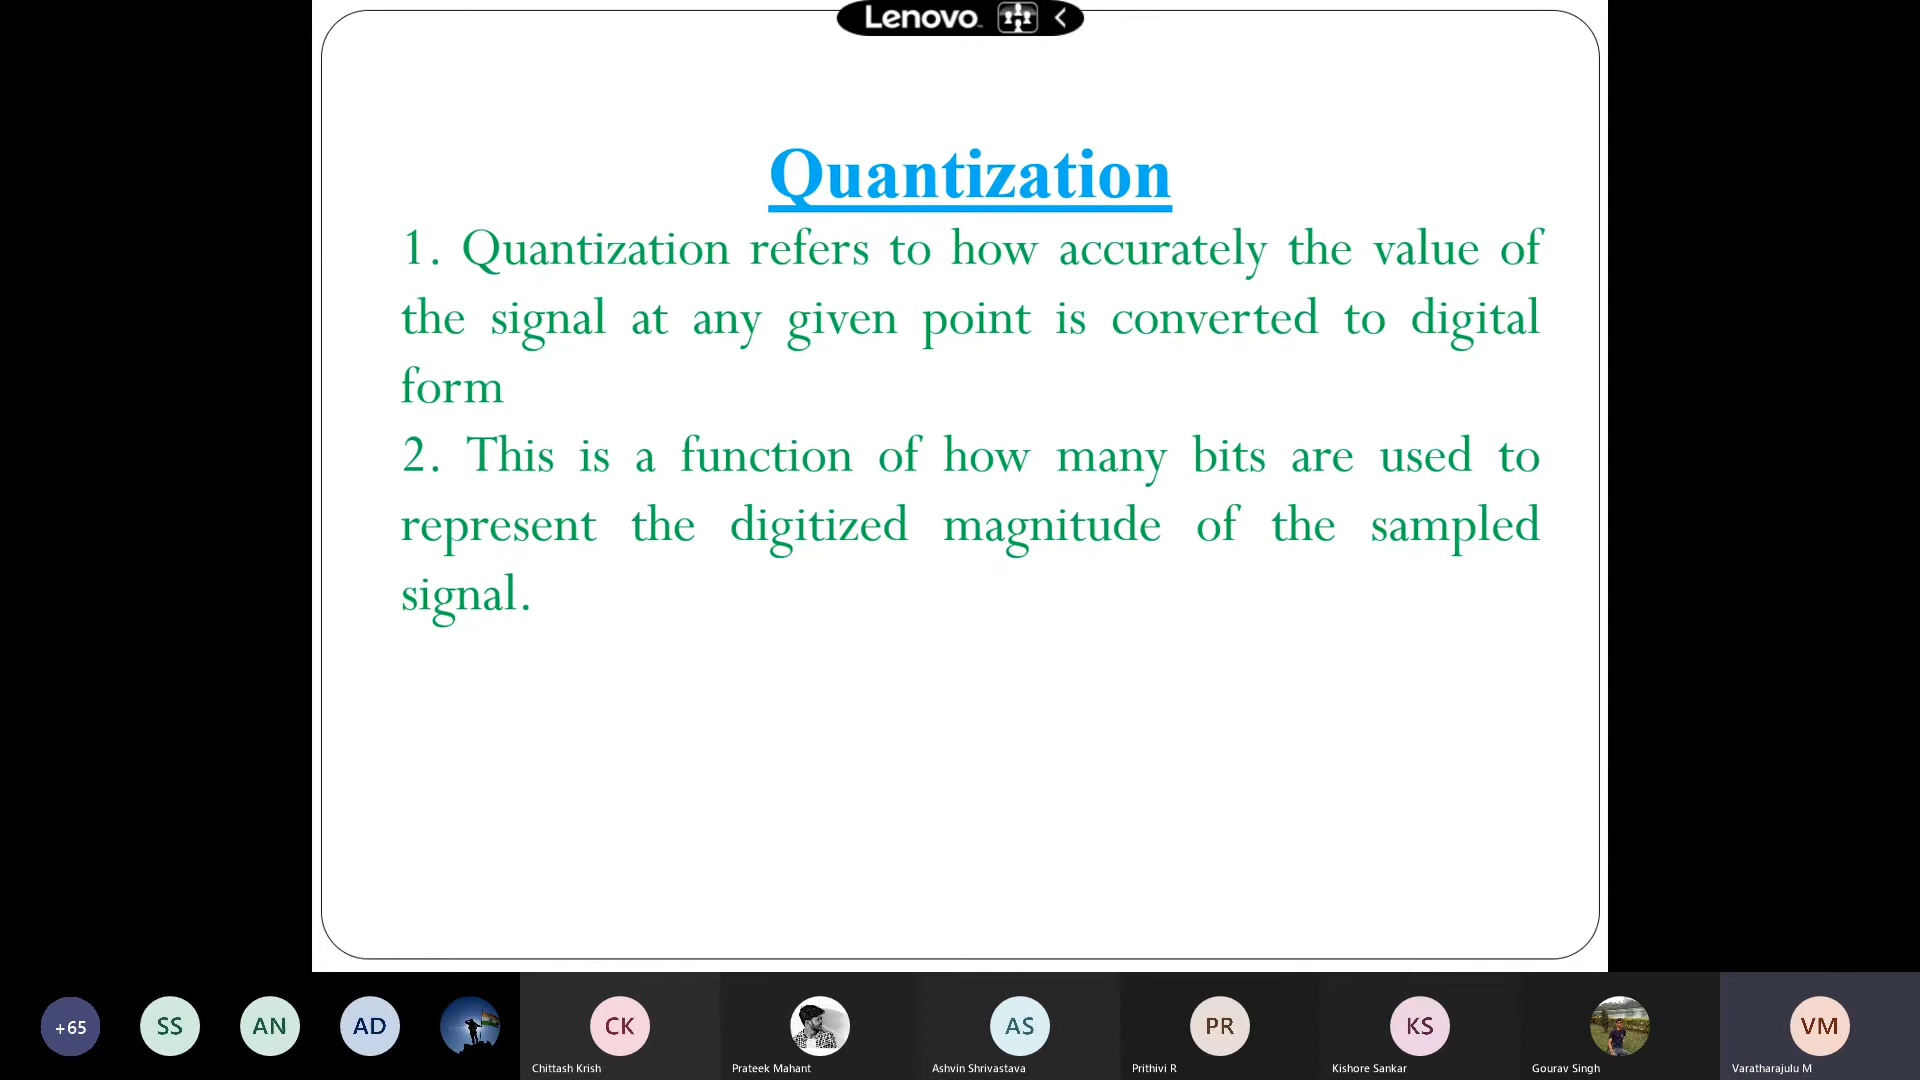 Lenovo
Quantization
1. Quantization refers to how accurately the value of
the signal at any given point is converted to digital
form
2. This is a function of how many bits are used to
represent the digitized magnitude of the sampled
signal.
+65
SS
AN
AD
CK
AS
PR
KS
VM
Chittash Krish
Prateek Mahant
Ashvin Shrivastava
Prithivi R
Kishore Sankar
Gourav Singh
Varatharajulu M